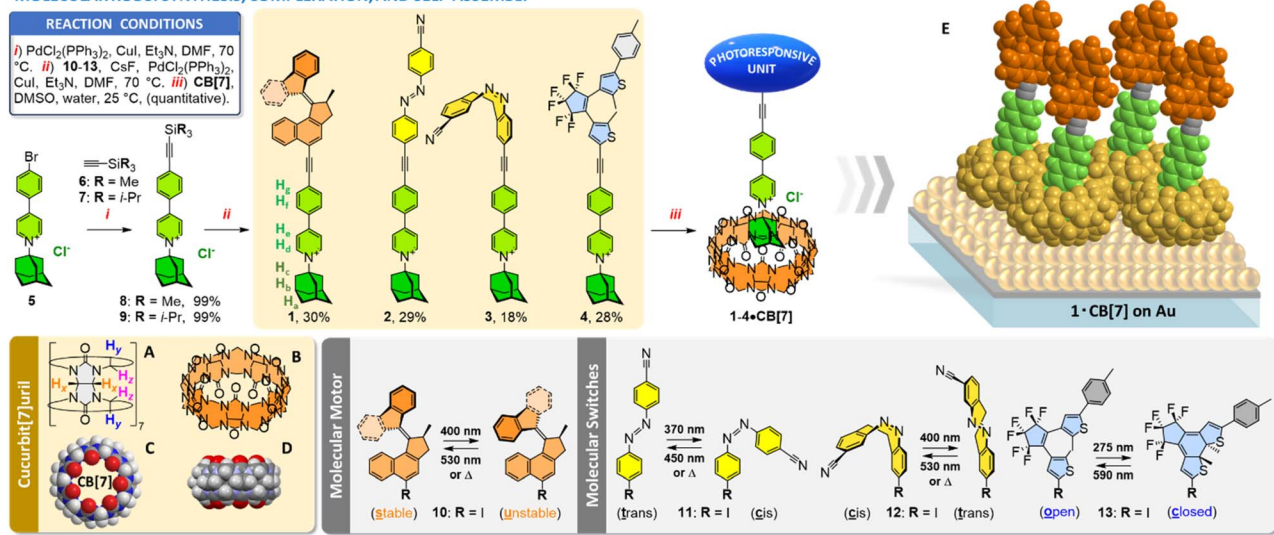 REACTION CONDITIONS
i) PdCl2(PPh3)2, CuI, Et3N, DMF, 70
°C. ii) 10-13, CsF, PdCl2(PPh3)2,
CuI, Et3N, DMF, 70 °C. iii) CB[7],
DMSO, water, 25 °C, (quantitative).
Br
N+
Cl-
5
SiR3
6: R = Me
7: R = i-Pr
i
SiR3
N+
Cl-
8: R = Me, 99%
9: R = i-Pr, 99%
ii
Hg
Hf
He
Hd
Hc
Hb
Ha
N+
1, 30%
N
N
N
N+
2, 29%
N
N
N
N+
3, 18%
F
F
F
F
F
F
S
S
N+
4, 28%
iii
PHOTORESPONSIVE
UNIT
Cl-
N+
1-4•CB[7]
E
1·CB[7] on Au
Cucurbit[7]uril
A
O
Hy
N
N
Hx
Hz
Hx
Hz
N
N
O
Hy
7
B
C
CB[7]
D
Molecular Motor
400 nm
530 nm
or Δ
R
R
(stable)
10: R = I
(unstable)
Molecular Switches
N
N
N
R
370 nm
450 nm
or Δ
N
N
N
R
(trans)
11: R = I
(cis)
N
N
N
R
400 nm
530 nm
or Δ
N
N
N
R
(cis)
12: R = I
(trans)
F
F
F
F
F
F
S
S
R
275 nm
590 nm
F
F
F
F
F
F
S
S
R
(open)
13: R = I
(closed)